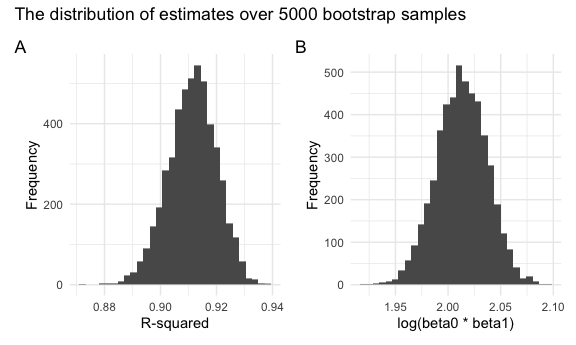 The distribution of estimates over 5000 bootstrap samples
A
Frequency
400
200
0
0.88 0.90 0.92 0.94
R-squared
B
Frequency
500
400
300
200
100
0
1.95 2.00 2.05 2.10
log(beta0 * beta1)